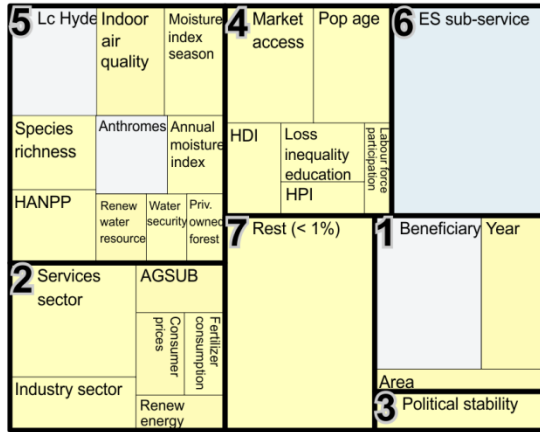 5
Lc Hyde
Indoor
air
quality
Moisture
index
season
Species
richness
Anthromes
Annual
moisture
index
HANPP
Renew
water
resource
Water
security
Priv.
owned
forest
4
Market
access
Pop age
HDI
Loss
inequality
education
HPI
Labour force
participation
6
ES sub-service
2
Services
sector
AGSUB
Consumer
prices
Fertilizer
consumption
Industry sector
Renew
energy
7
Rest (< 1%)
1
Beneficiary
Year
Area
3
Political stability